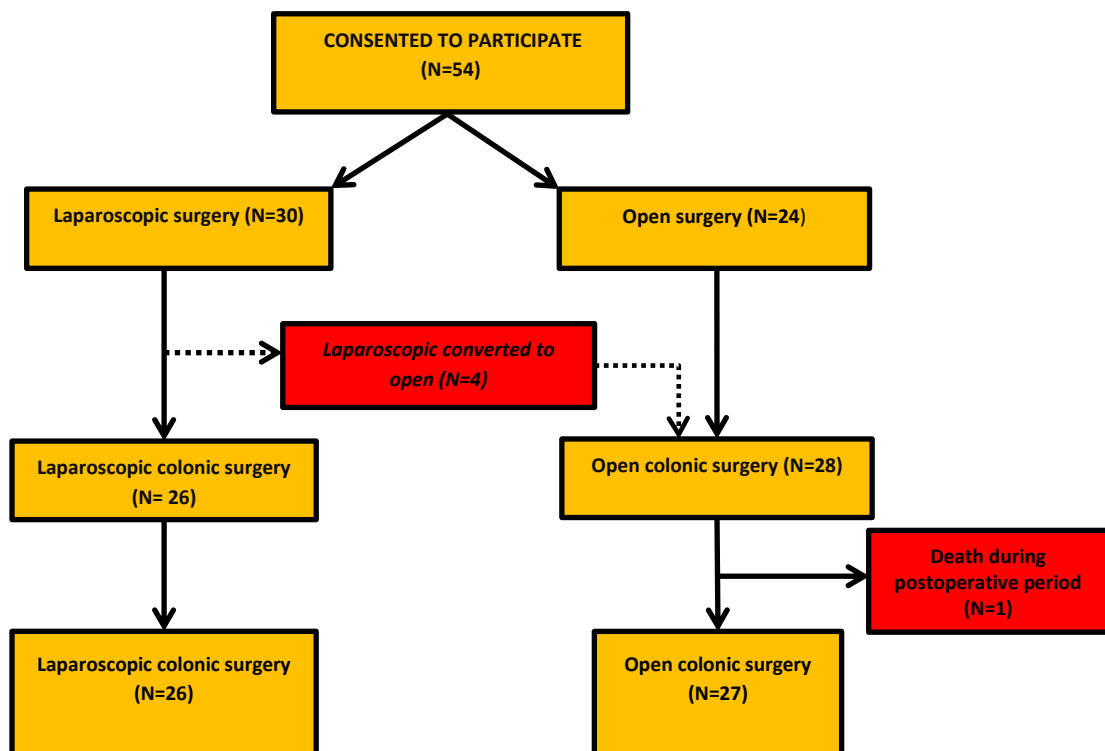 CONSENTED TO PARTICIPATE
(N=54)
Laparoscopic surgery (N=30)
Open surgery (N=24)
Laparoscopic converted to
open (N=4)
Laparoscopic colonic surgery
(N= 26)
Open colonic surgery (N=28)
Death during
postoperative period
(N=1)
Laparoscopic colonic surgery
(N=26)
Open colonic surgery
(N=27)